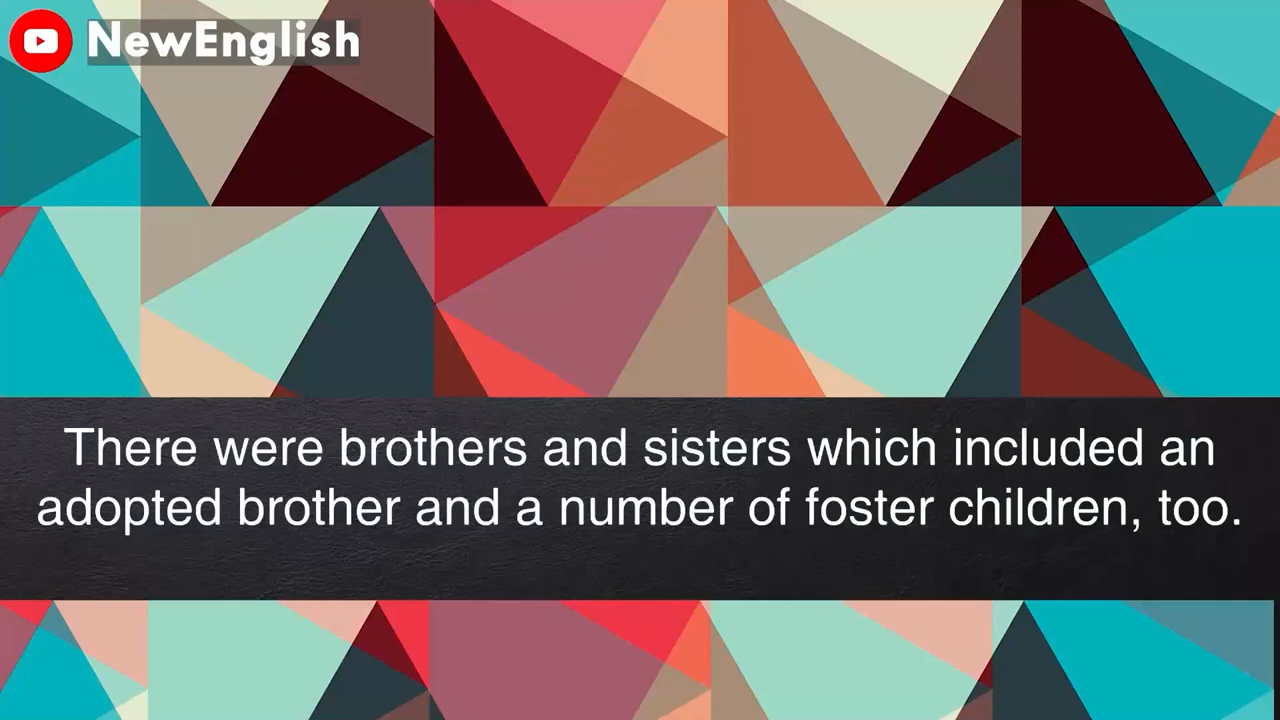 NewEnglish
There were brothers and sisters which included an
adopted brother and a number of foster children, too.